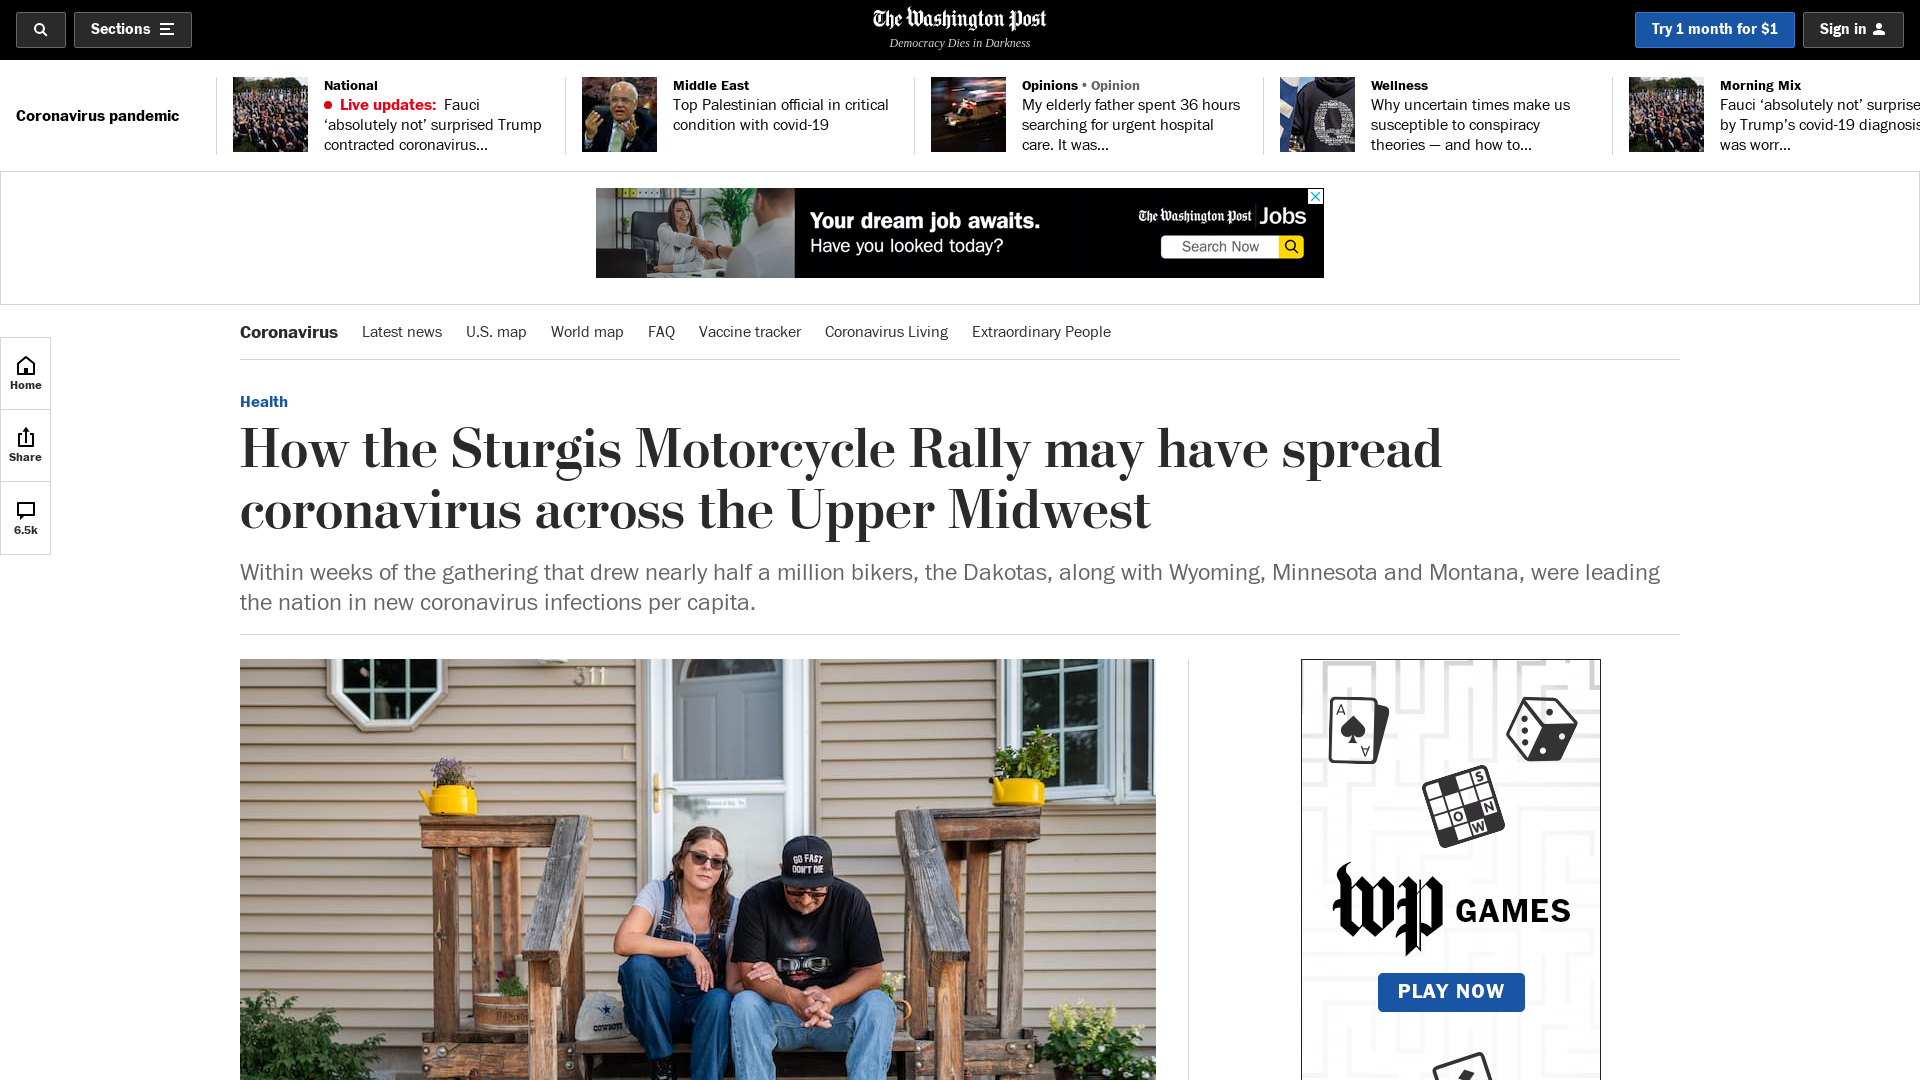 Sections
The Washington Post
Democracy Dies in Darkness
Try 1 month for $1
Sign in
Coronavirus pandemic
National
Live updates: Fauci
‘absolutely not’ surprised Trump
contracted coronavirus...
Middle East
Top Palestinian official in critical
condition with covid-19
Opinions • Opinion
My elderly father spent 36 hours
searching for urgent hospital
care. It was...
Wellness
Why uncertain times make us
susceptible to conspiracy
theories — and how to...
Morning Mix
Fauci ‘absolutely not’ surprise
by Trump’s covid-19 diagnosis
was worr...
Your dream job awaits.
Have you looked today?
The Washington Post Jobs
Search Now
Coronavirus
Latest news
U.S. map
World map
FAQ
Vaccine tracker
Coronavirus Living
Extraordinary People
Home
Share
6.5k
Health
How the Sturgis Motorcycle Rally may have spread
coronavirus across the Upper Midwest
Within weeks of the gathering that drew nearly half a million bikers, the Dakotas, along with Wyoming, Minnesota and Montana, were leading
the nation in new coronavirus infections per capita.
311
GO FAST
DON'T DIE
COWBOYS
A
A
S
O N
W
wp GAMES
PLAY NOW